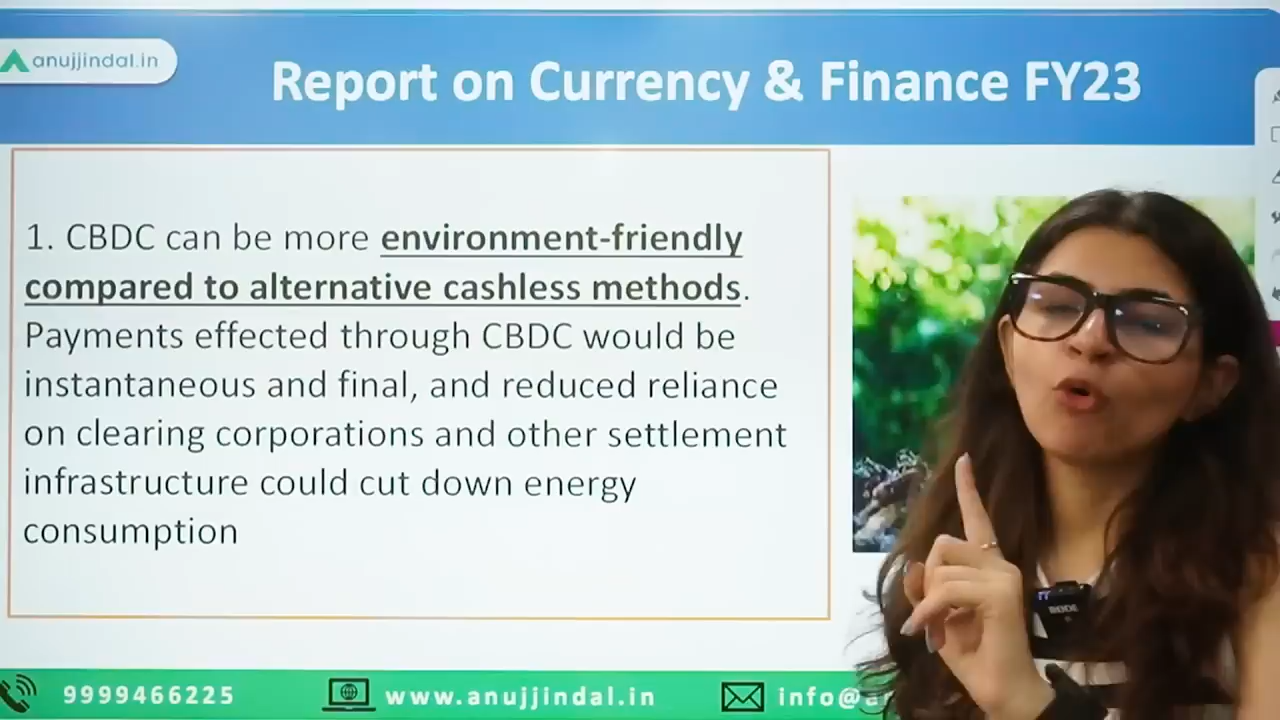 anujjindal.in
Report on Currency & Finance FY23
1. CBDC can be more environment-friendly
compared to alternative cashless methods.
Payments effected through CBDC would be
instantaneous and final, and reduced reliance
on clearing corporations and other settlement
infrastructure could cut down energy
consumption
RODE
9999466225
www.anujjindal.in
info@